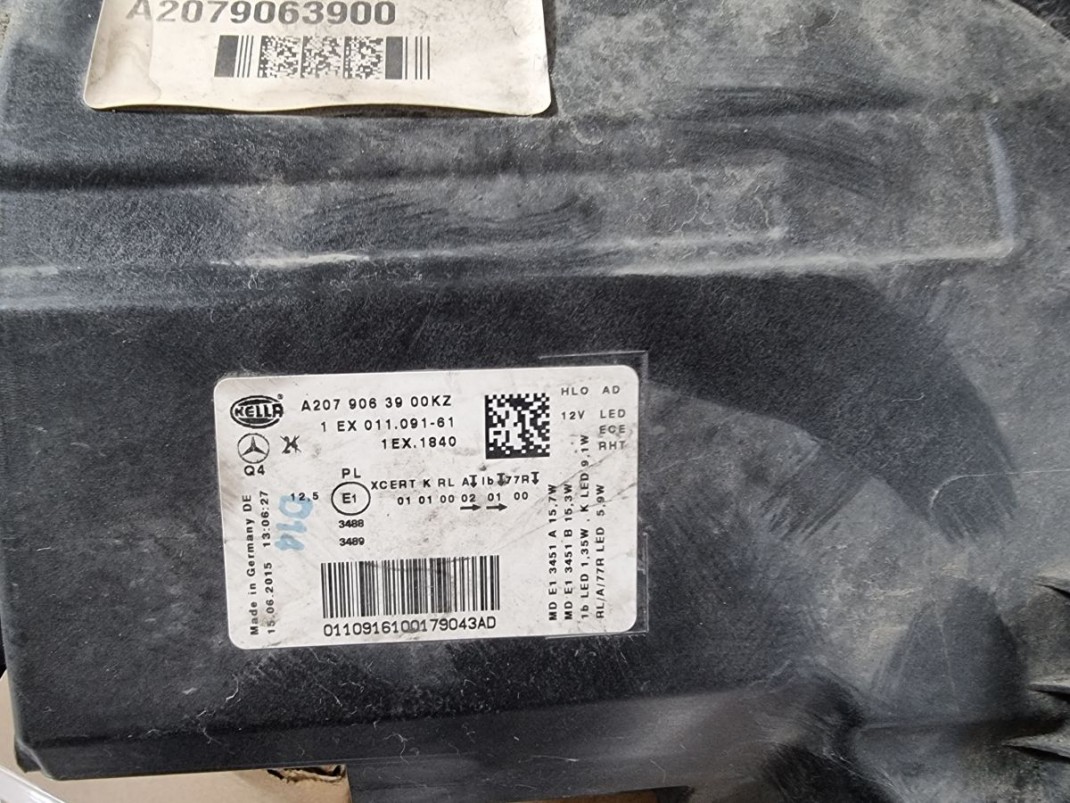 A2079063900
HELLA
A207 906 39 00KZ
1 EX 011.091-61
1EX.1840
Q4
PL
E1
XCERT K RL A 1b 77R
01 01 00 02 01 00
12,5
3488
3489
D14
Made in Germany DE
15.06.2015 13:06:27
0110916100179043AD
HLO AD
12V LED
ECE
RHT
MD E1 3451 A 15,7W
MD E1 3451 B 15,3W
1b LED 1,35W . K LED 9,1W
RL/A/77R LED 5,9W